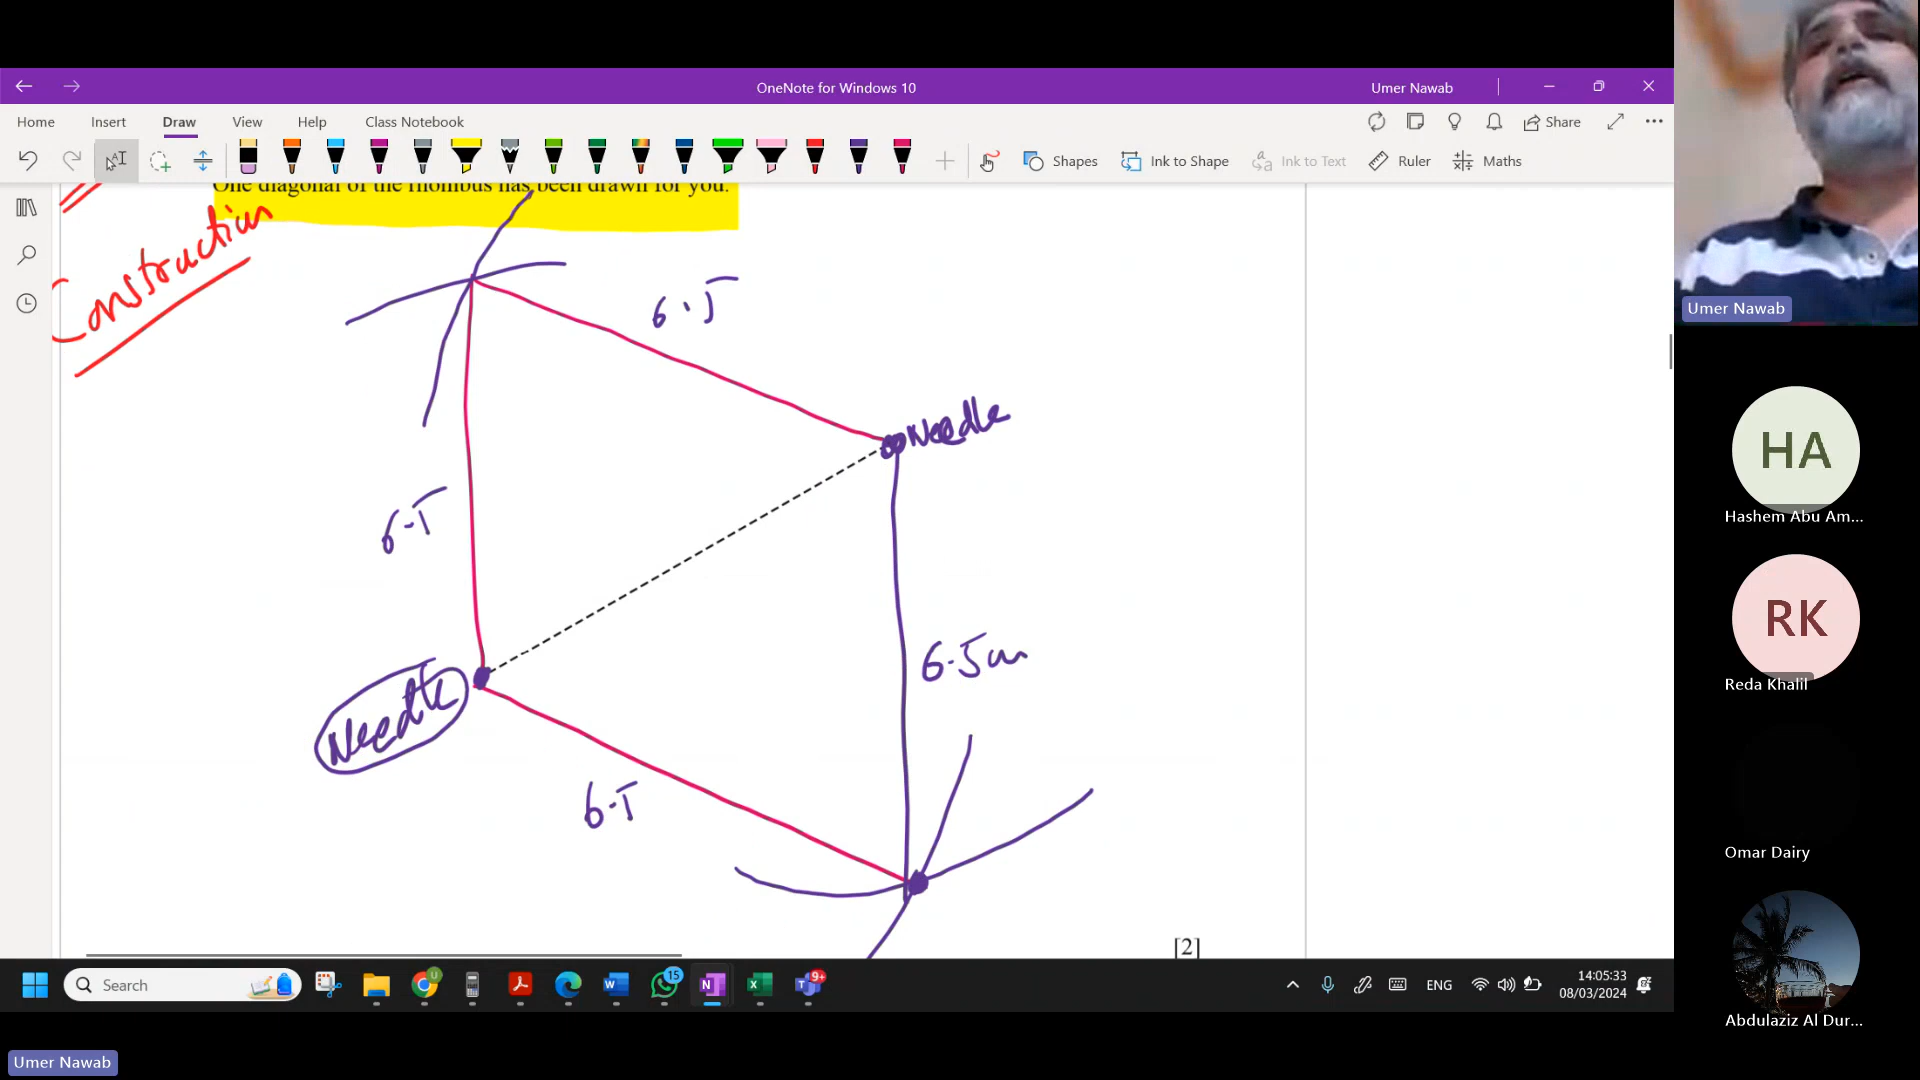 OneNote for Windows 10
Umer Nawab
Home Insert Draw View Help Class Notebook
Share
Shapes Ink to Shape Ink to Text Ruler Maths
One diagonal of the rhombus has been drawn for you.
Construction
6.5
Needle
6.5
6.5cm
Needle
6.5
[2]
Umer Nawab
HA
Hashem Abu Am...
RK
Reda Khalil
Omar Dairy
Abdulaziz Al Dur...
Search
U
15
9+
ENG
14:05:33
08/03/2024
Umer Nawab